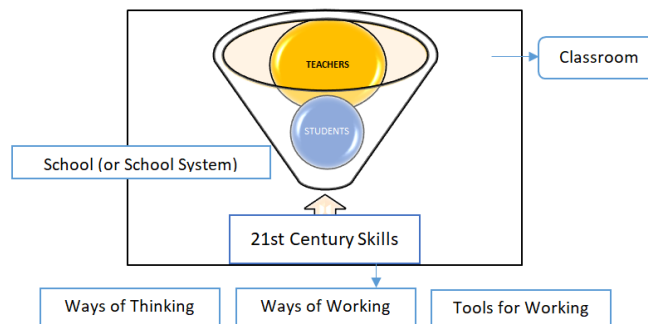 TEACHERS
Classroom
STUDENTS
School (or School System)
21st Century Skills
Ways of Thinking
Ways of Working
Tools for Working